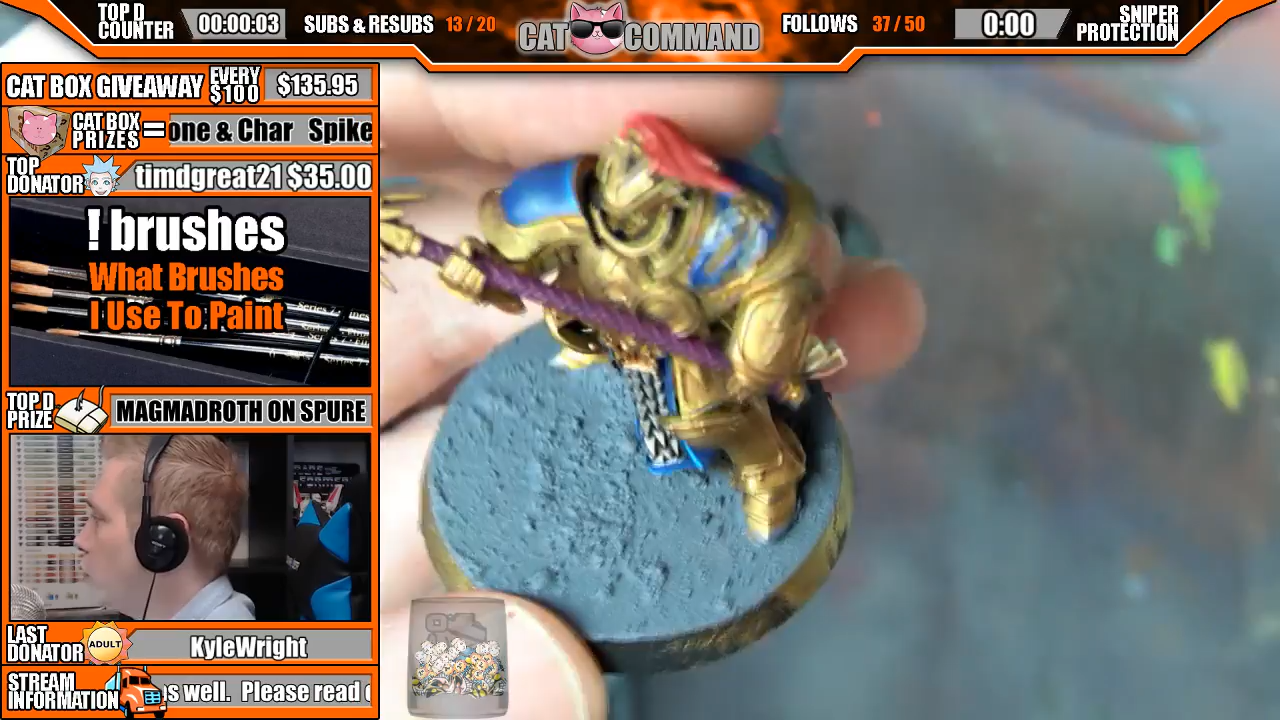 TOP D
COUNTER
00:00:03
SUBS & RESUBS 13 / 20
CAT COMMAND
FOLLOWS 37 / 50
0:00
SNIPER
PROTECTION
CAT BOX GIVEAWAY
EVERY
$100
$135.95
CAT BOX
PRIZES
=
one & Char Spike
TOP
DONATOR
timdgreat21 $35.00
! brushes
What Brushes
I Use To Paint
TOP D
PRIZE
MAGMADROTH ON SPURE
LAST
DONATOR
ADULT
KyleWright
STREAM
INFORMATION
as well. Please read